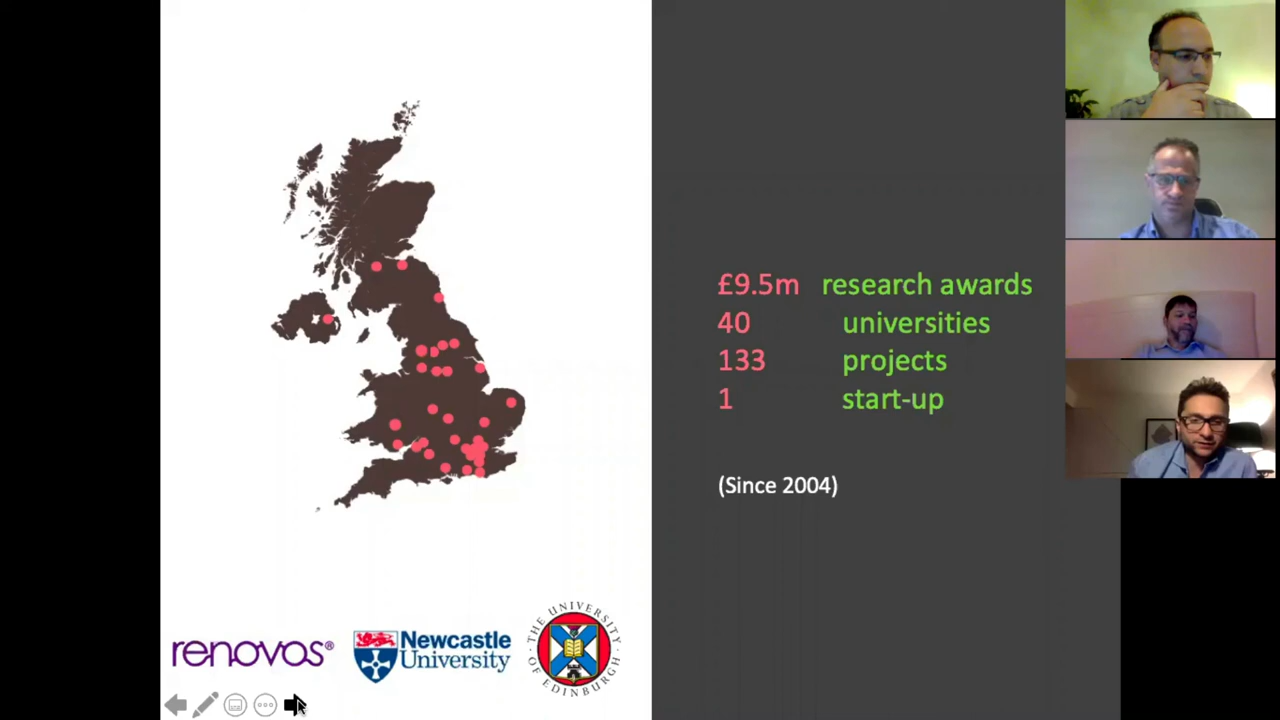 £9.5m research awards
40 universities
133 projects
1 start-up
(Since 2004)
renovos®
Newcastle
University
THE UNIVERSITY
OF EDINBURGH